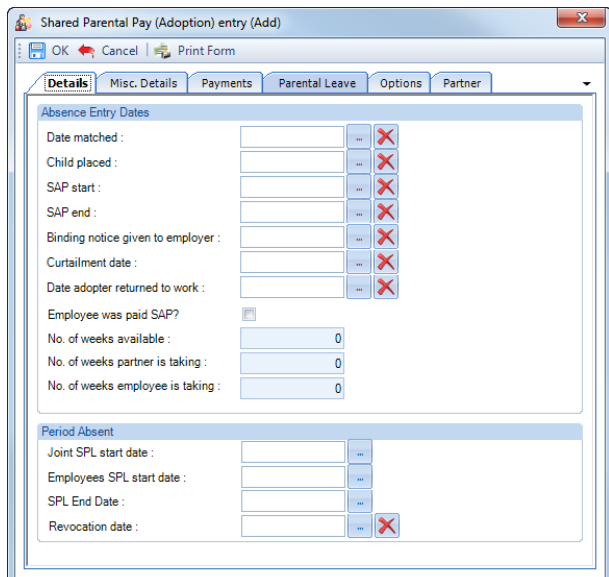 Shared Parental Pay (Adoption) entry (Add)
OK Cancel Print Form
Details Misc. Details Payments Parental Leave Options Partner
Absence Entry Dates
Date matched : ...
Child placed : ...
SAP start : ...
SAP end : ...
Binding notice given to employer : ...
Curtailment date : ...
Date adopter returned to work : ...
Employee was paid SAP?
No. of weeks available : 0
No. of weeks partner is taking : 0
No. of weeks employee is taking : 0
Period Absent
Joint SPL start date : ...
Employees SPL start date : ...
SPL End Date : ...
Revocation date : ...